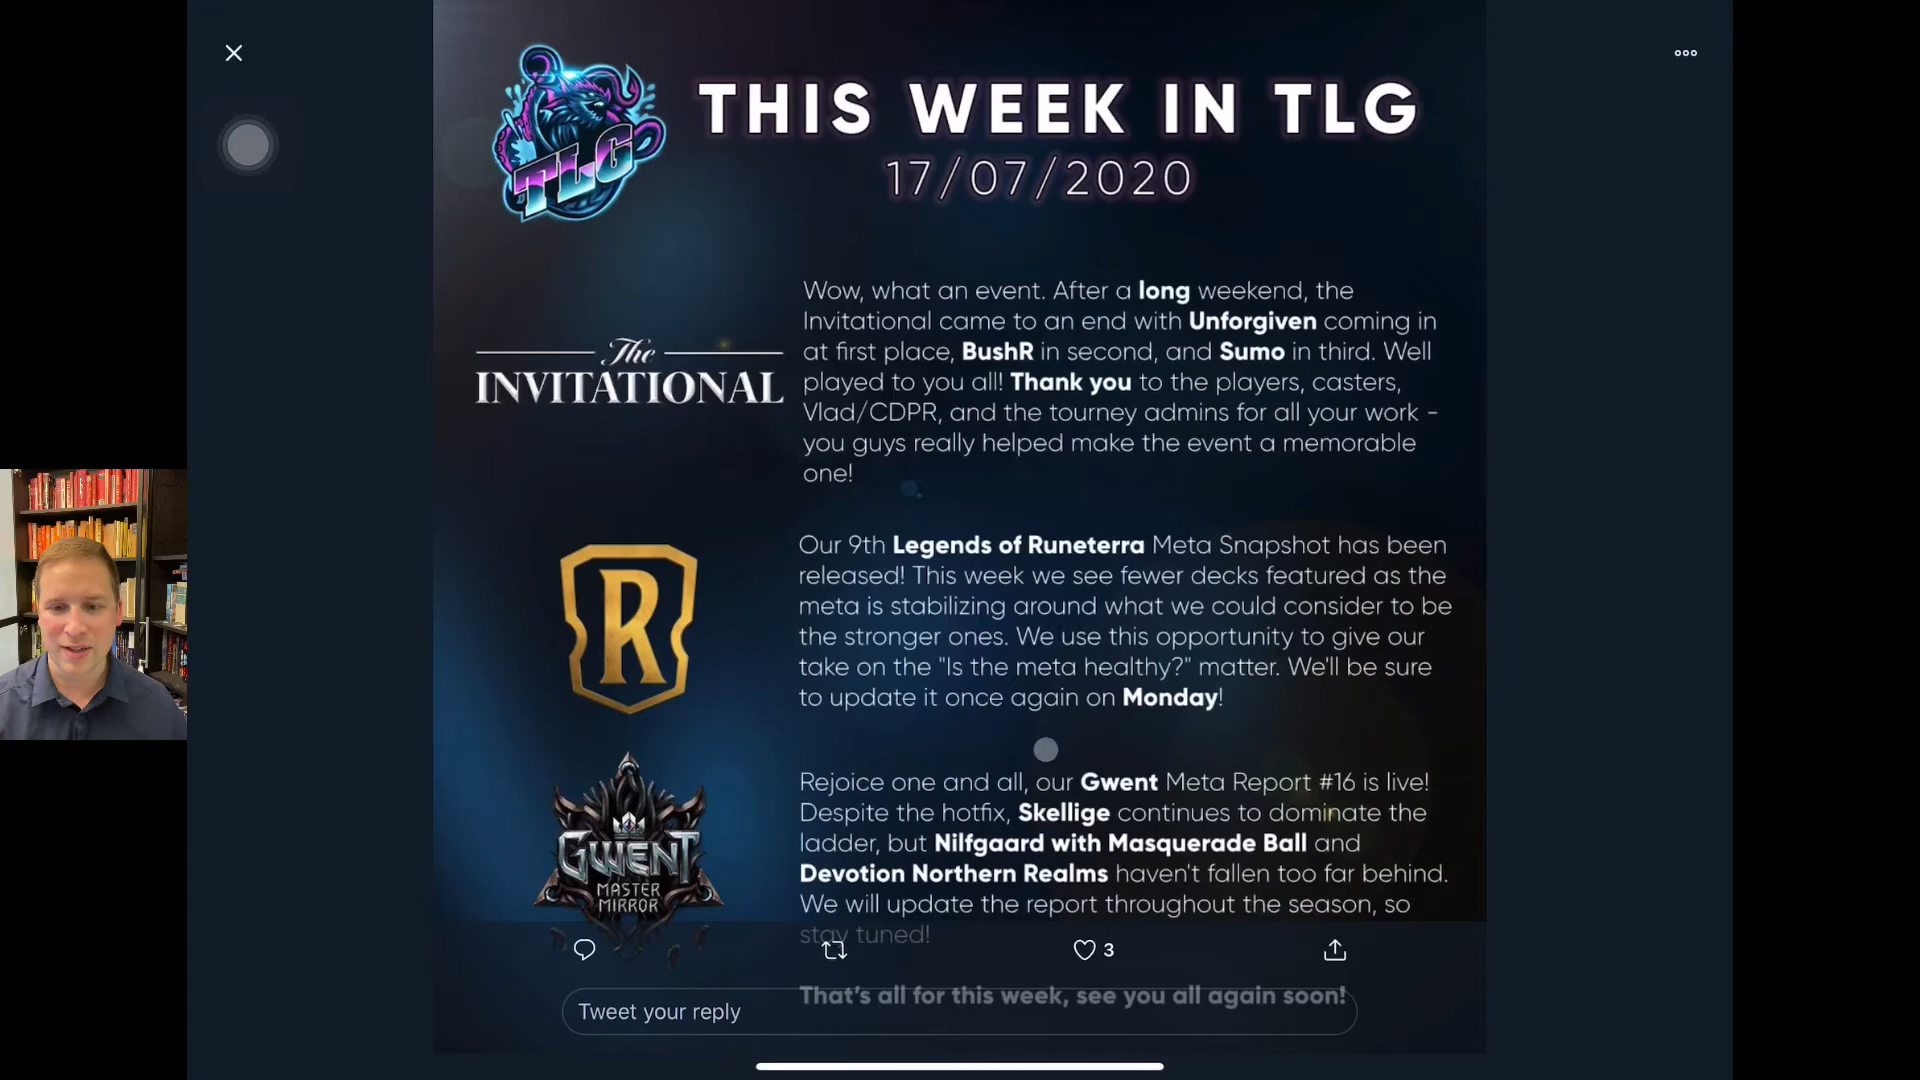 TLG
THIS WEEK IN TLG
17/07/2020
The
INVITATIONAL
Wow, what an event. After a long weekend, the
Invitational came to an end with Unforgiven coming in
at first place, BushR in second, and Sumo in third. Well
played to you all! Thank you to the players, casters,
Vlad/CDPR, and the tourney admins for all your work -
you guys really helped make the event a memorable
one!
R
Our 9th Legends of Runeterra Meta Snapshot has been
released! This week we see fewer decks featured as the
meta is stabilizing around what we could consider to be
the stronger ones. We use this opportunity to give our
take on the "Is the meta healthy?" matter. We'll be sure
to update it once again on Monday!
GWENT
MASTER
MIRROR
Rejoice one and all, our Gwent Meta Report #16 is live!
Despite the hotfix, Skellige continues to dominate the
ladder, but Nilfgaard with Masquerade Ball and
Devotion Northern Realms haven't fallen too far behind.
We will update the report throughout the season, so
stay tuned!
3
That's all for this week, see you all again soon!
Tweet your reply